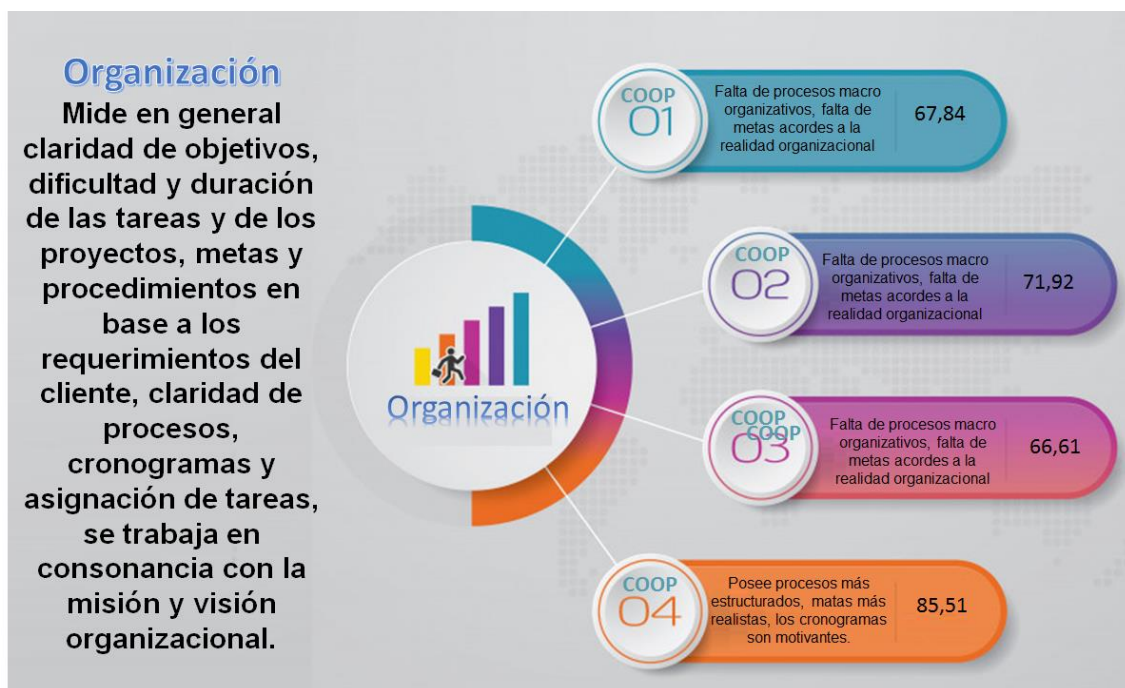 Organización
Mide en general
claridad de objetivos,
dificultad y duración
de las tareas y de los
proyectos, metas y
procedimientos en
base a los
requerimientos del
cliente, claridad de
procesos,
cronogramas y
asignación de tareas,
se trabaja en
consonancia con la
misión y visión
organizacional.
Organización
COOP
01
Falta de procesos macro
organizativos, falta de
metas acordes a la
realidad organizacional
67,84
COOP
02
Falta de procesos macro
organizativos, falta de
metas acordes a la
realidad organizacional
71,92
COOP
COOP
03
Falta de procesos macro
organizativos, falta de
metas acordes a la
realidad organizacional
66,61
COOP
04
Posee procesos más
estructurados, matas más
realistas, los cronogramas
son motivantes.
85,51